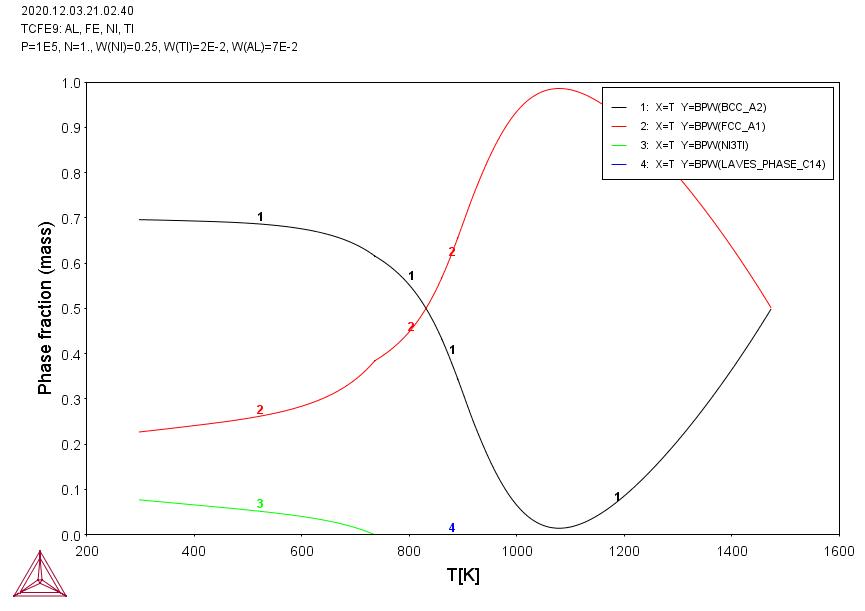 2020.12.03.21.02.40
TCFE9: AL, FE, NI, TI
P=1E5, N=1., W(NI)=0.25, W(TI)=2E-2, W(AL)=7E-2
1.0
0.9
0.8
0.7
0.6
0.5
0.4
0.3
0.2
0.1
0.0
Phase fraction (mass)
1: X=T Y=BPW(BCC_A2)
2: X=T Y=BPW(FCC_A1)
3: X=T Y=BPW(NI3TI)
4: X=T Y=BPW(LAVES_PHASE_C14)
1
2
1
2
1
2
3
1
4
200 400 600 800 1000 1200 1400 1600
T[K]